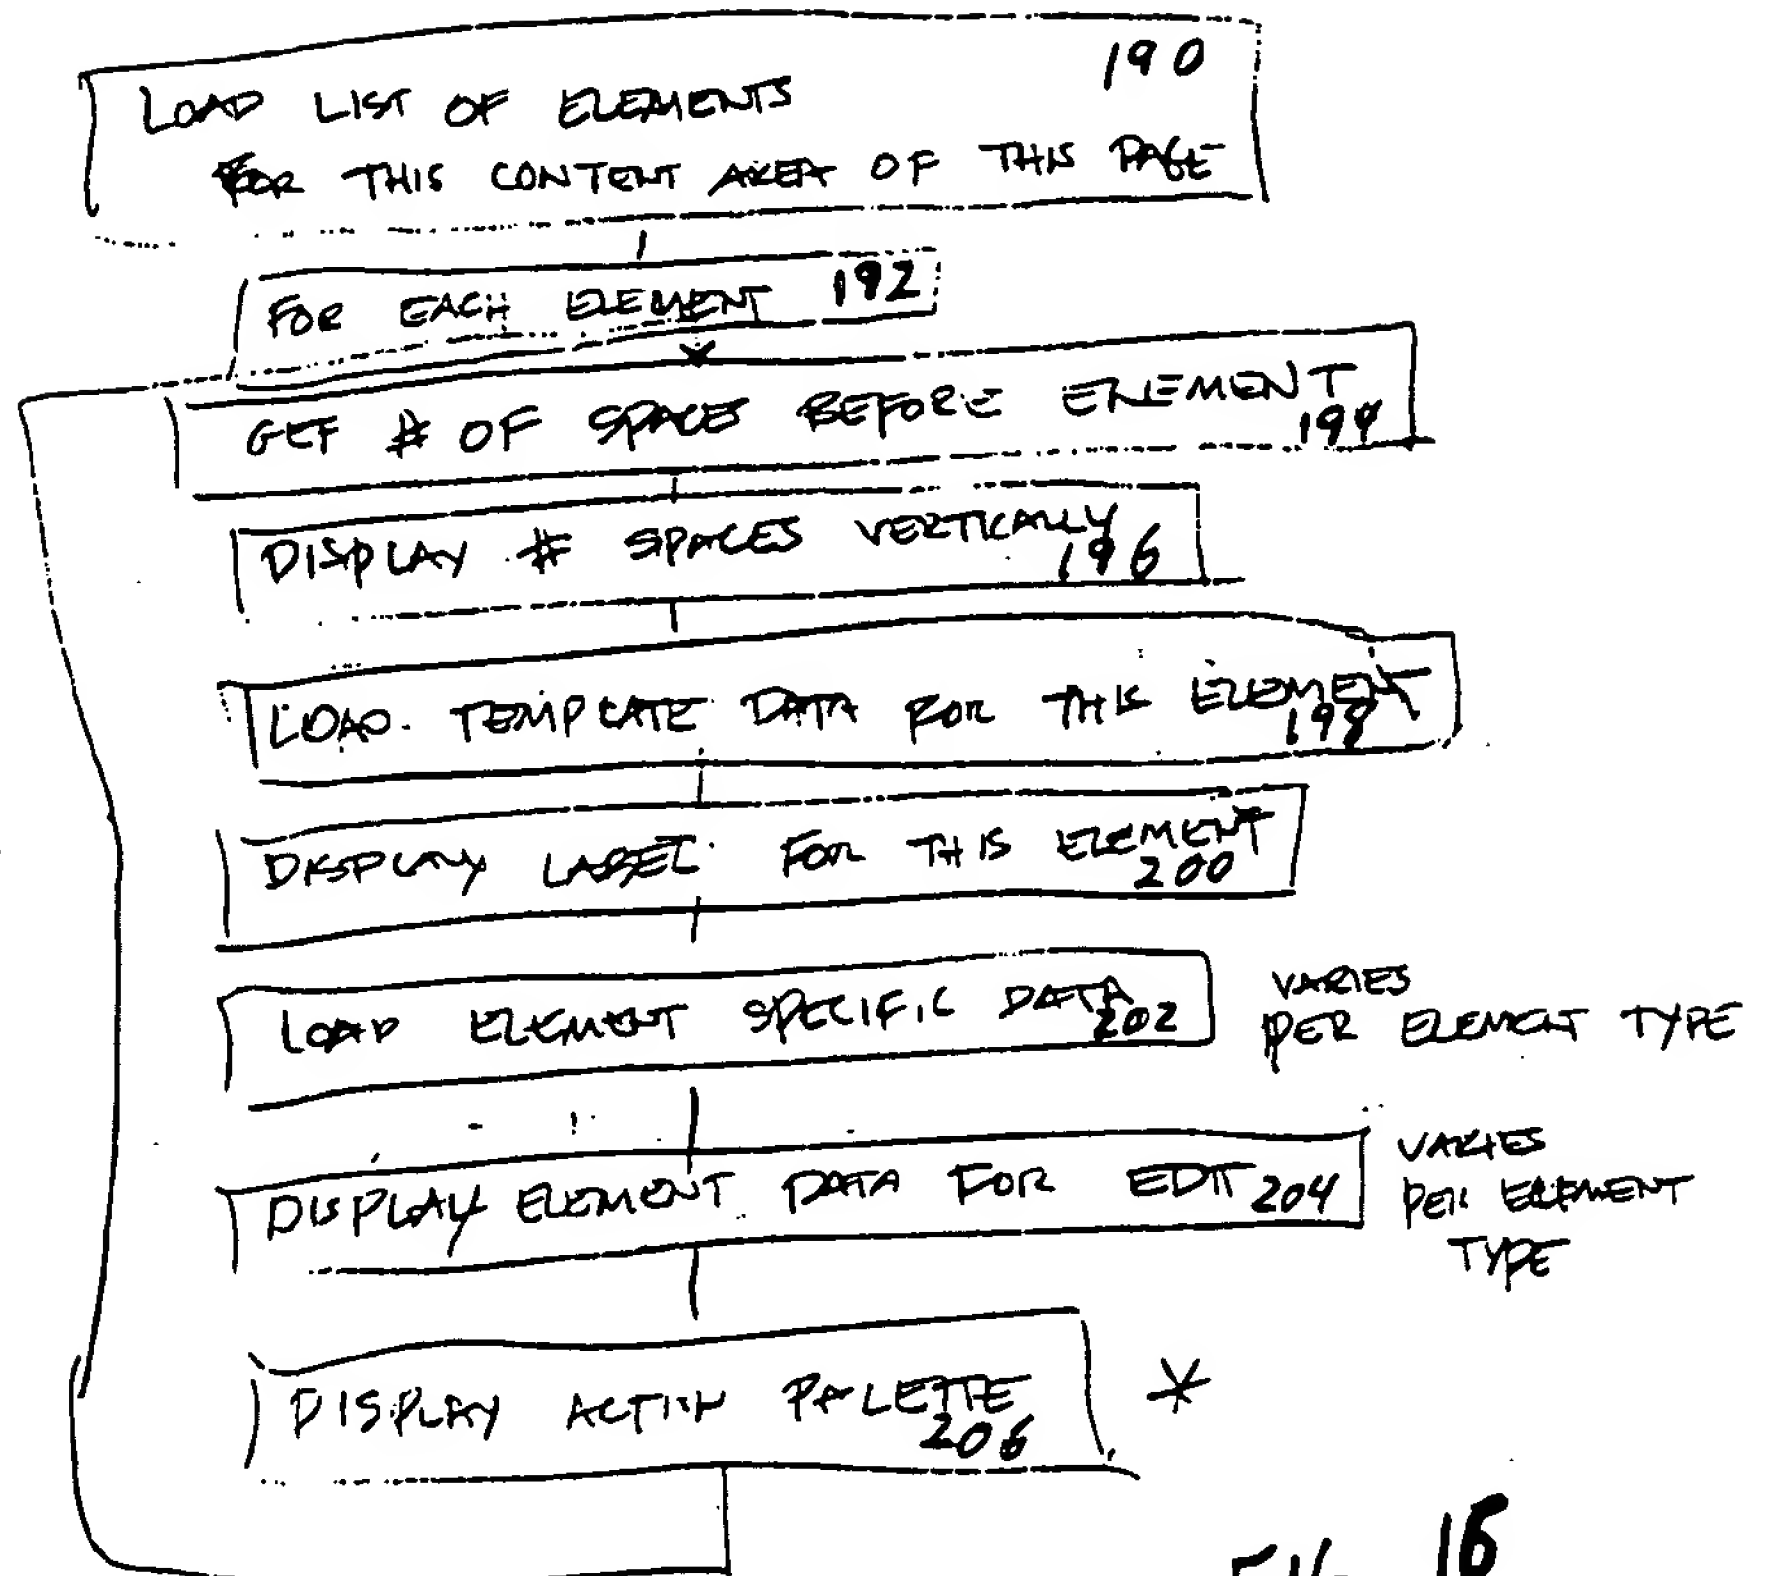 190
LOAD LIST OF ELEMENTS
FOR THIS CONTENT AREA OF THIS PAGE
FOR EACH ELEMENT 192
GET # OF SPACES BEFORE ELEMENT
194
DISPLAY # SPACES VERTICALLY
196
LOAD TEMPLATE DATA FOR THIS ELEMENT
198
DISPLAY LABEL FOR THIS ELEMENT
200
LOAD ELEMENT SPECIFIC DATA
202
VARIES
PER ELEMENT TYPE
DISPLAY ELEMENT DATA FOR EDIT 204
VARIES
PER ELEMENT
TYPE
DISPLAY ACTION PALETTE *
206
16